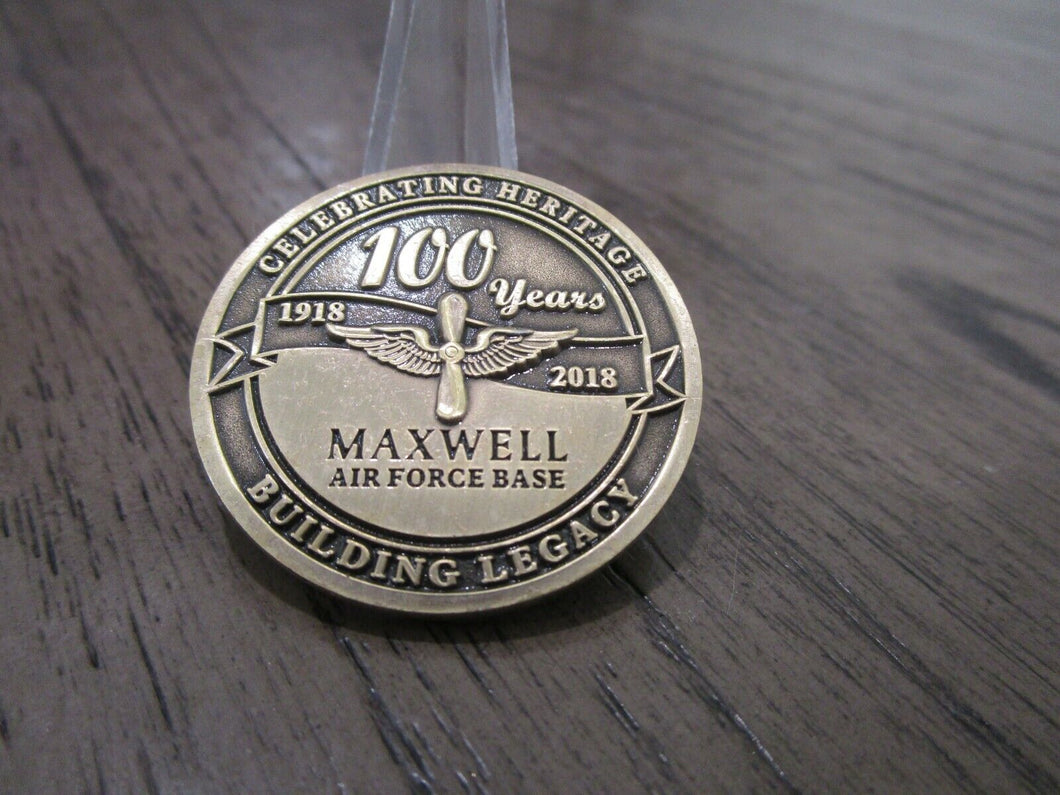 CELEBRATING HERITAGE
100
Years
1918
2018
MAXWELL
AIR FORCE BASE
BUILDING LEGACY